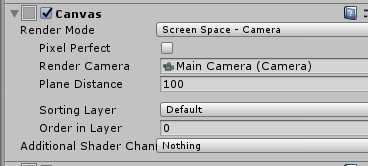 Canvas
Render Mode Screen Space - Camera
Pixel Perfect
Render Camera Main Camera (Camera)
Plane Distance 100
Sorting Layer Default
Order in Layer 0
Additional Shader Chan Nothing